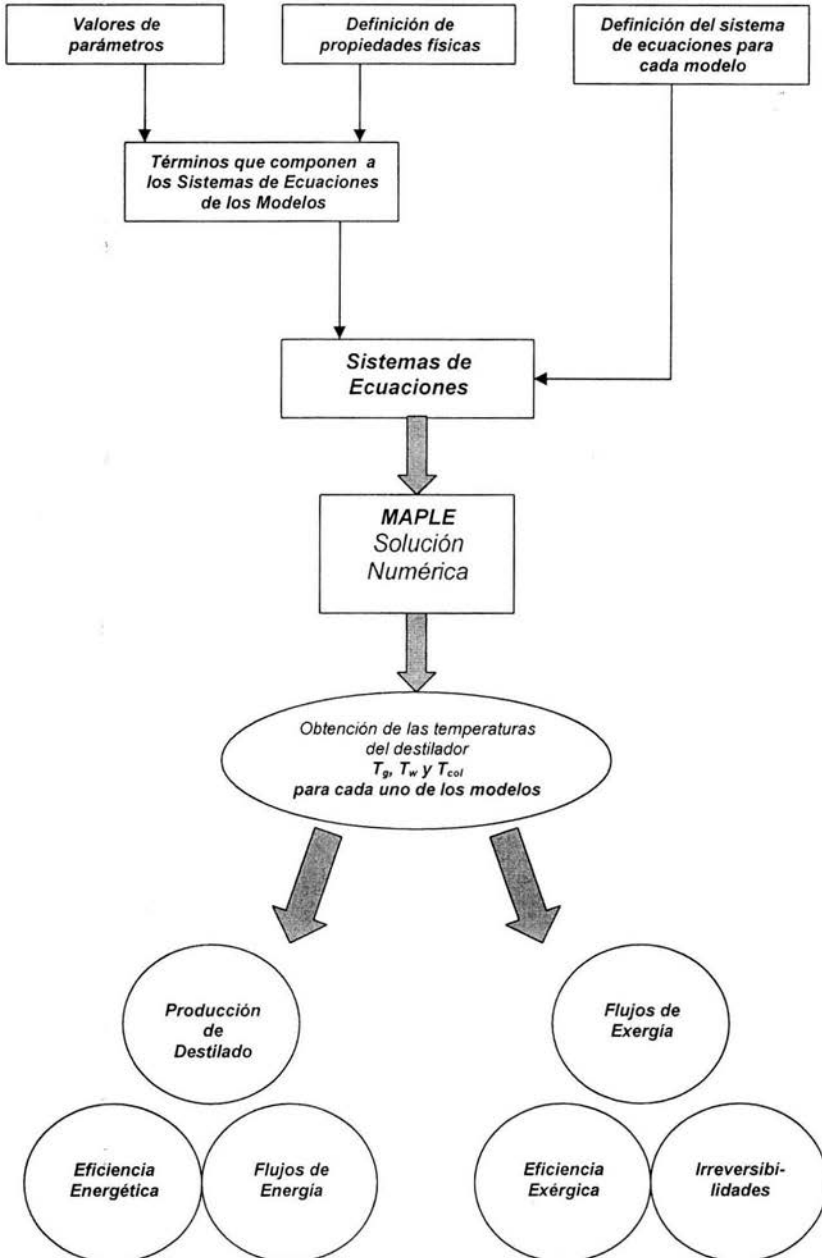 Valores de
parámetros
Definición de
propiedades físicas
Definición del sistema
de ecuaciones para
cada modelo
Términos que componen a
los Sistemas de Ecuaciones
de los Modelos
Sistemas de
Ecuaciones
MAPLE
Solución
Numérica
Obtención de las temperaturas
del destilador
Tg, Tw y Tcol
para cada uno de los modelos
Producción
de
Destilado
Flujos de
Exergía
Eficiencia
Energética
Flujos de
Energía
Eficiencia
Exérgica
Irreversibi-
lidades